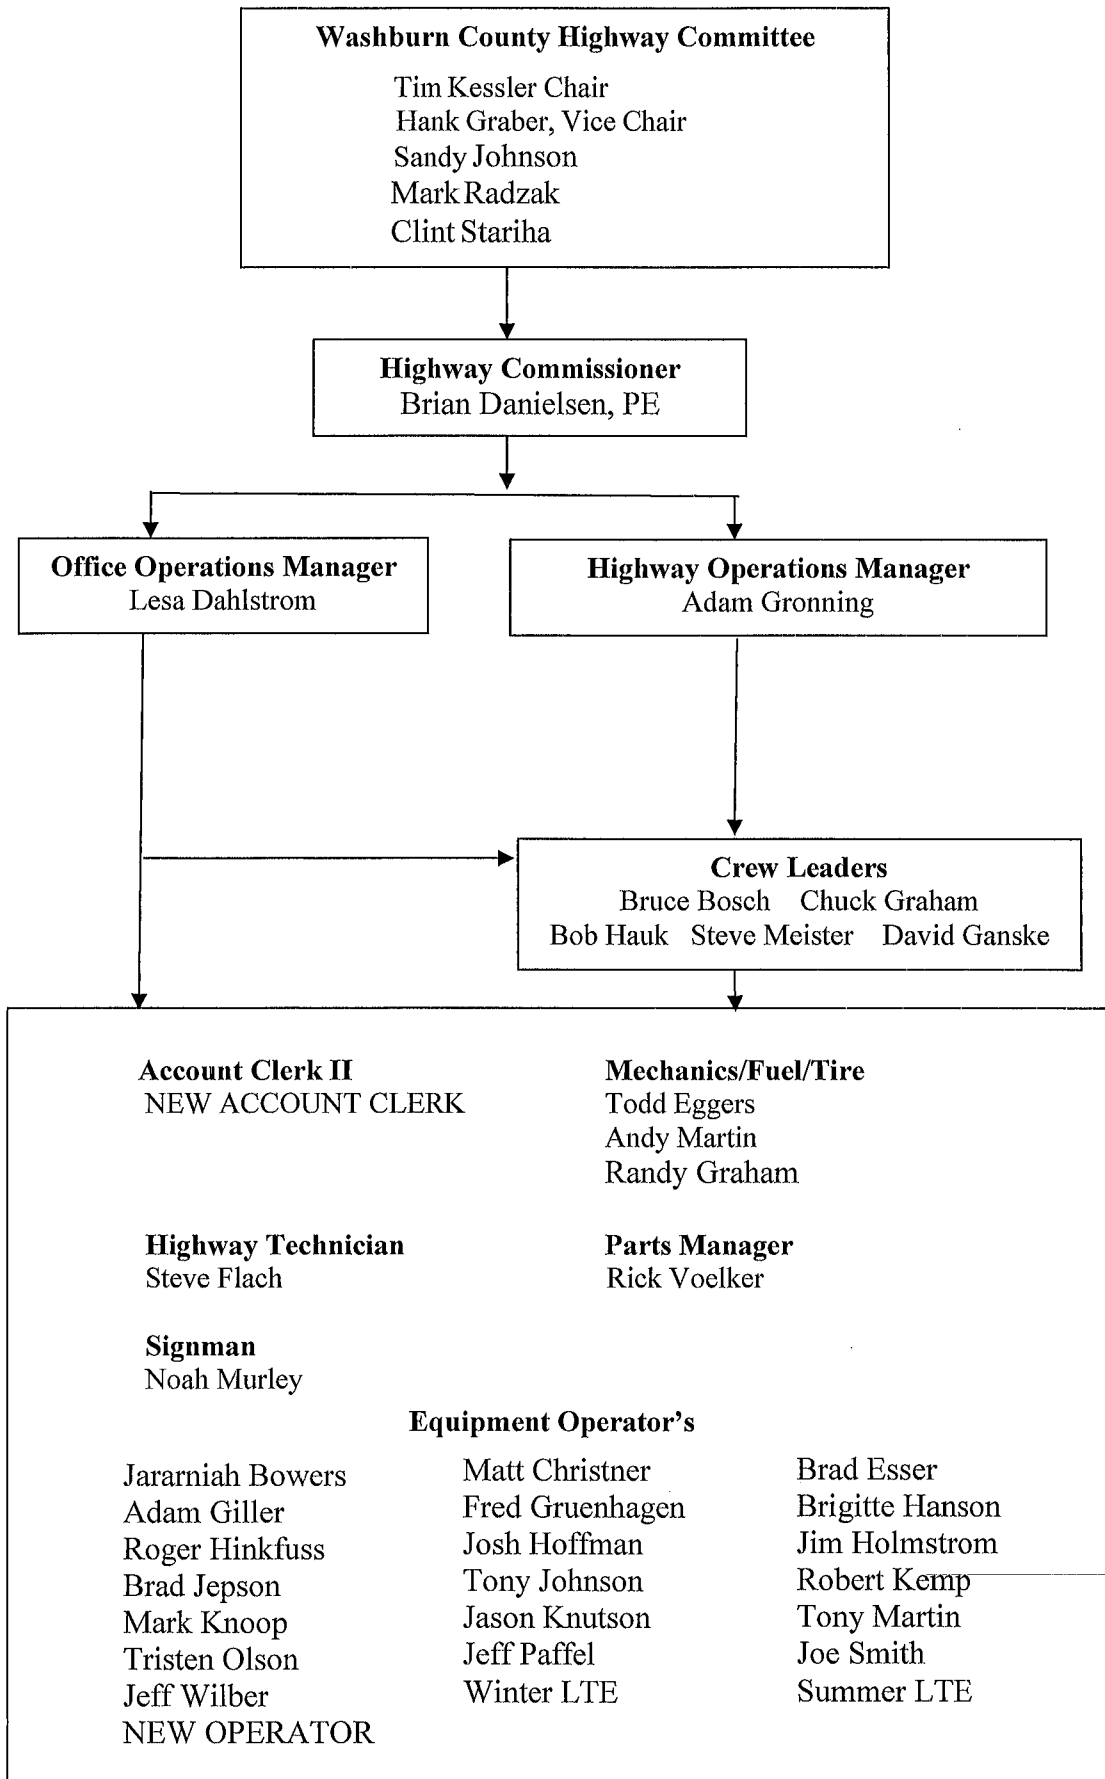 Washburn County Highway Committee
Tim Kessler Chair
Hank Graber, Vice Chair
Sandy Johnson
Mark Radzak
Clint Stariha
Highway Commissioner
Brian Danielsen, PE
Office Operations Manager
Lesa Dahlstrom
Highway Operations Manager
Adam Gronning
Crew Leaders
Bruce Bosch Chuck Graham
Bob Hauk Steve Meister David Ganske
Account Clerk II
NEW ACCOUNT CLERK
Mechanics/Fuel/Tire
Todd Eggers
Andy Martin
Randy Graham
Highway Technician
Steve Flach
Parts Manager
Rick Voelker
Signman
Noah Murley
Equipment Operator's
Jararniah Bowers
Adam Giller
Roger Hinkfuss
Brad Jepson
Mark Knoop
Tristen Olson
Jeff Wilber
NEW OPERATOR
Matt Christner
Fred Gruenhagen
Josh Hoffman
Tony Johnson
Jason Knutson
Jeff Paffel
Winter LTE
Brad Esser
Brigitte Hanson
Jim Holmstrom
Robert Kemp
Tony Martin
Joe Smith
Summer LTE